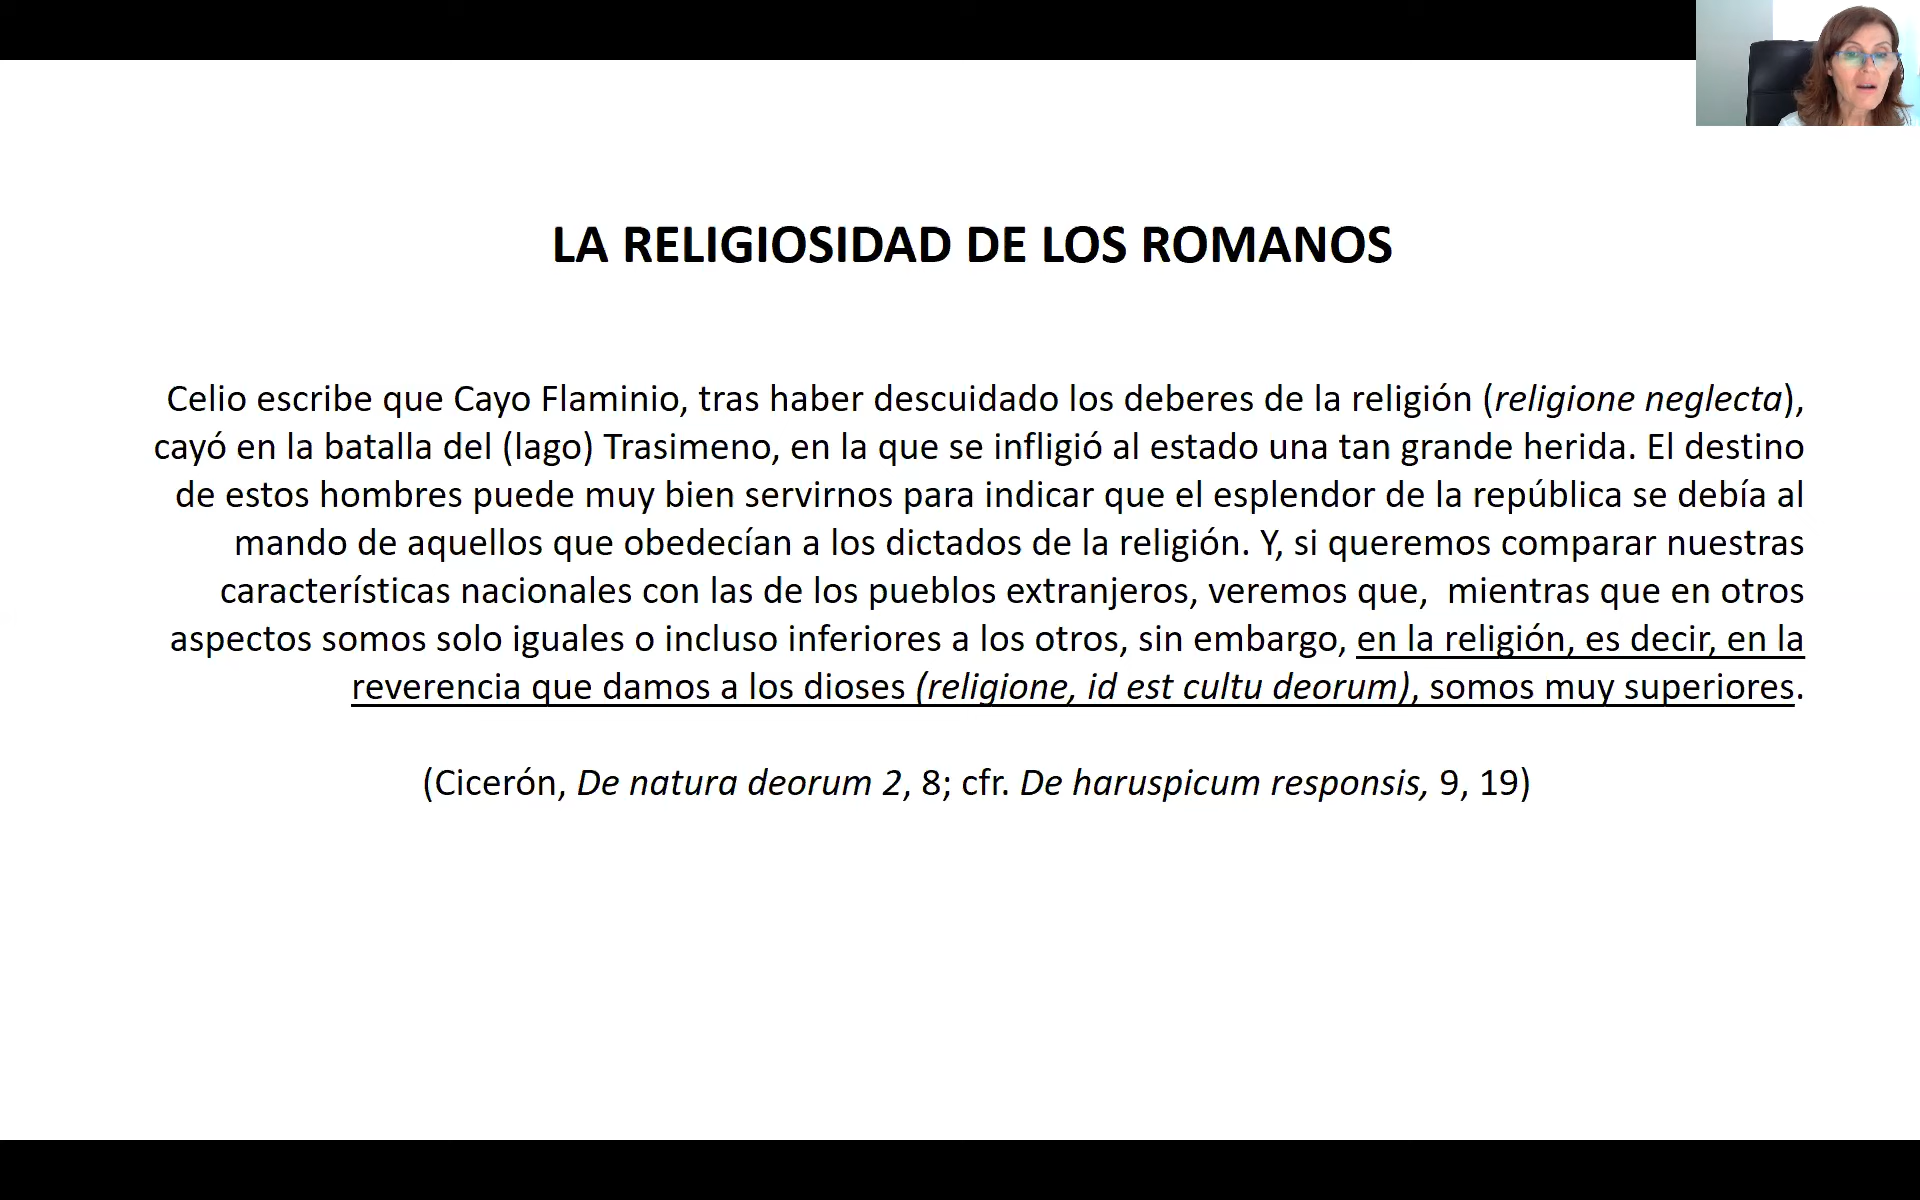 LA RELIGIOSIDAD DE LOS ROMANOS
Celio escribe que Cayo Flaminio, tras haber descuidado los deberes de la religión (religione neglecta),
cayó en la batalla del (lago) Trasimeno, en la que se infligió al estado una tan grande herida. El destino
de estos hombres puede muy bien servirnos para indicar que el esplendor de la república se debía al
mando de aquellos que obedecían a los dictados de la religión. Y, si queremos comparar nuestras
características nacionales con las de los pueblos extranjeros, veremos que,  mientras que en otros
aspectos somos solo iguales o incluso inferiores a los otros, sin embargo, en la religión, es decir, en la
reverencia que damos a los dioses (religione, id est cultu deorum), somos muy superiores.
(Cicerón, De natura deorum 2, 8; cfr. De haruspicum responsis, 9, 19)